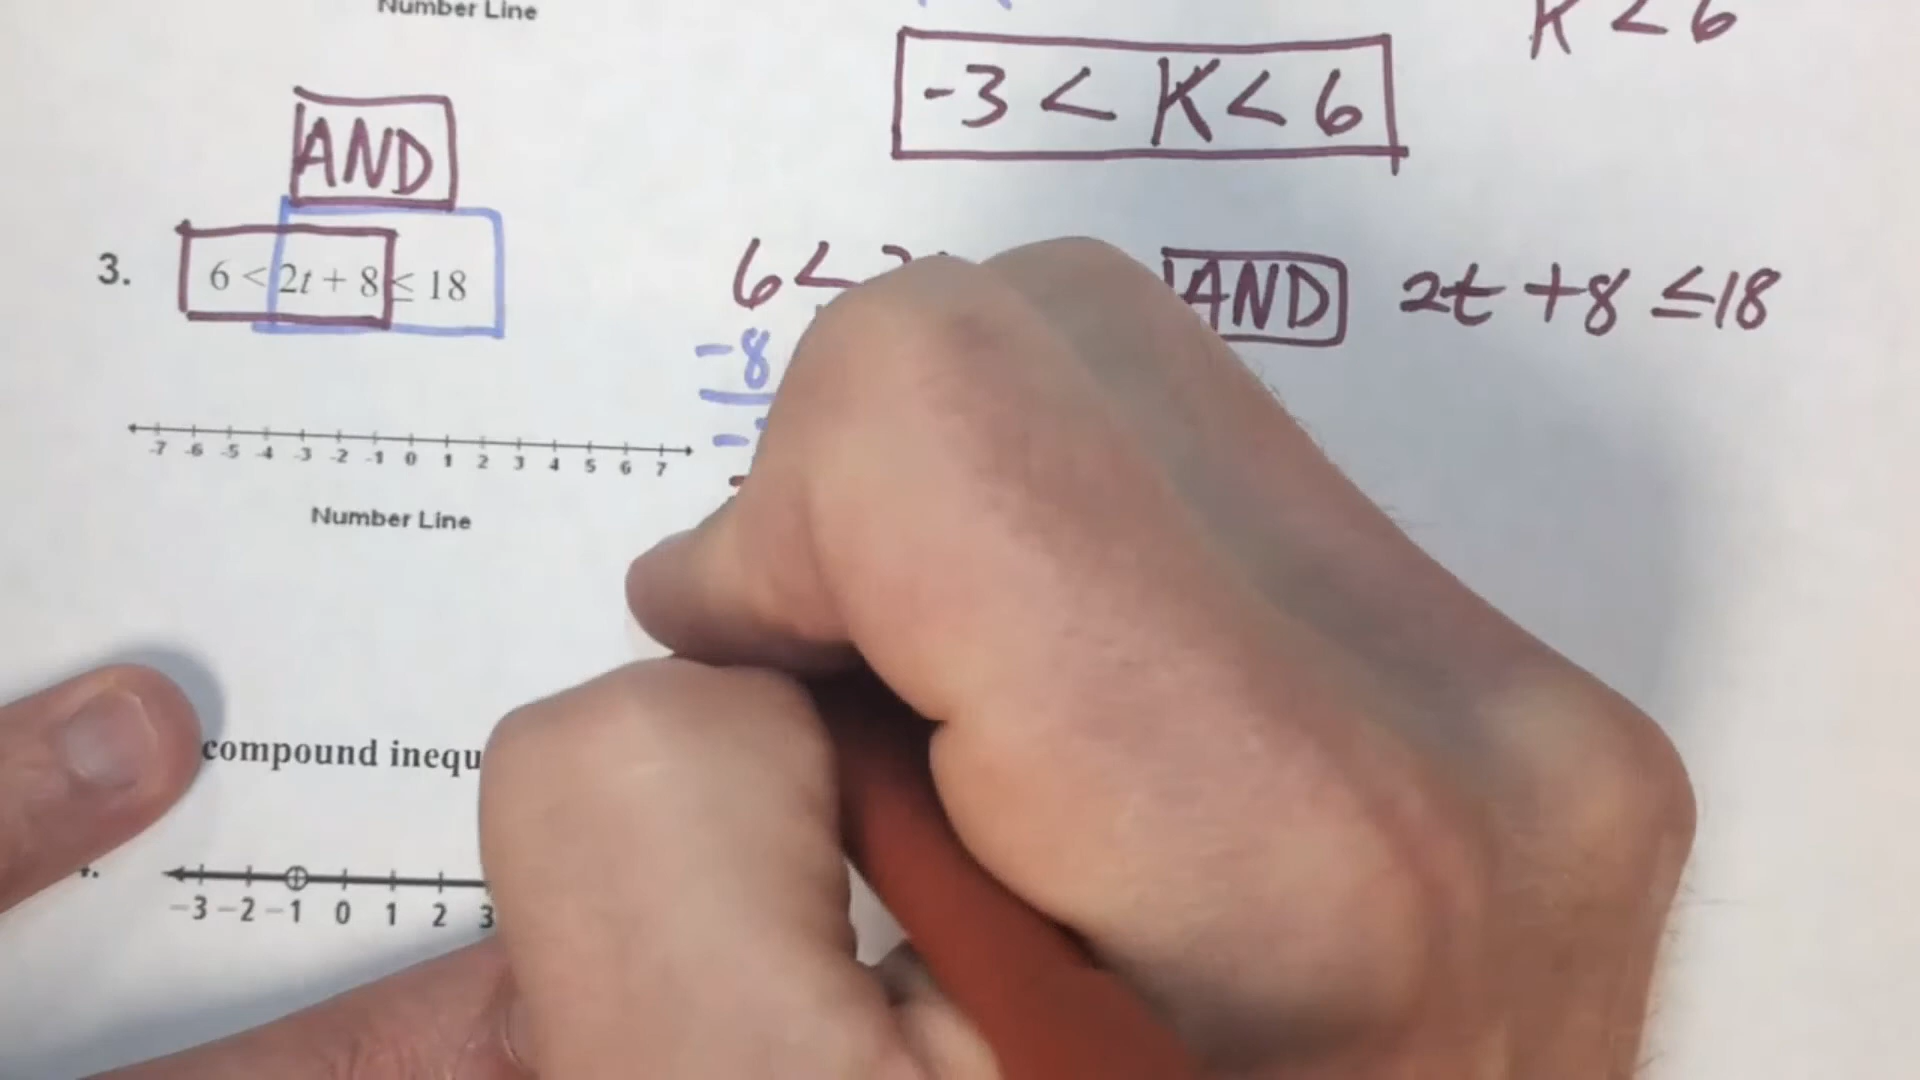 Number Line
K < 6
-3 < K < 6
AND
3. 6 < 2t + 8 ≤ 18
6 < AND 2t + 8 ≤ 18
-8
-7 -6 -5 -4 -3 -2 -1 0 1 2 3 4 5 6 7
Number Line
compound inequ
-3 -2 -1 0 1 2 3